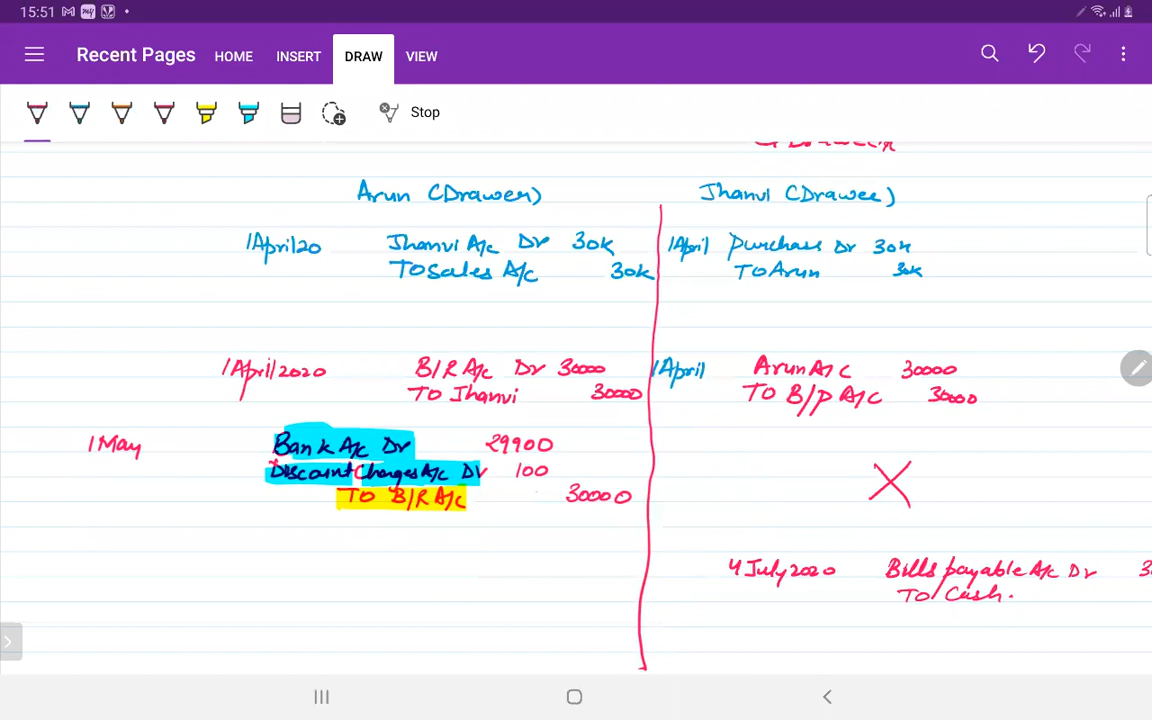 15:51
Recent Pages HOME INSERT DRAW VIEW
Stop
Arun (Drawer) Jhanvi (Drawee)
1April20 Jhanvi A/c Dr 30k 1April purchase Dr 30k
To Sales A/c 30k To Arun 30k
1April2020 B/R A/c Dr 30000 1April Arun A/c 30000
To Jhanvi 30000 To B/P A/c 30000
1May Bank A/c Dr 29900
Discount Charges A/c Dr 100
To B/R A/c 30000
4July2020 Bills payable A/c Dr
To Cash.